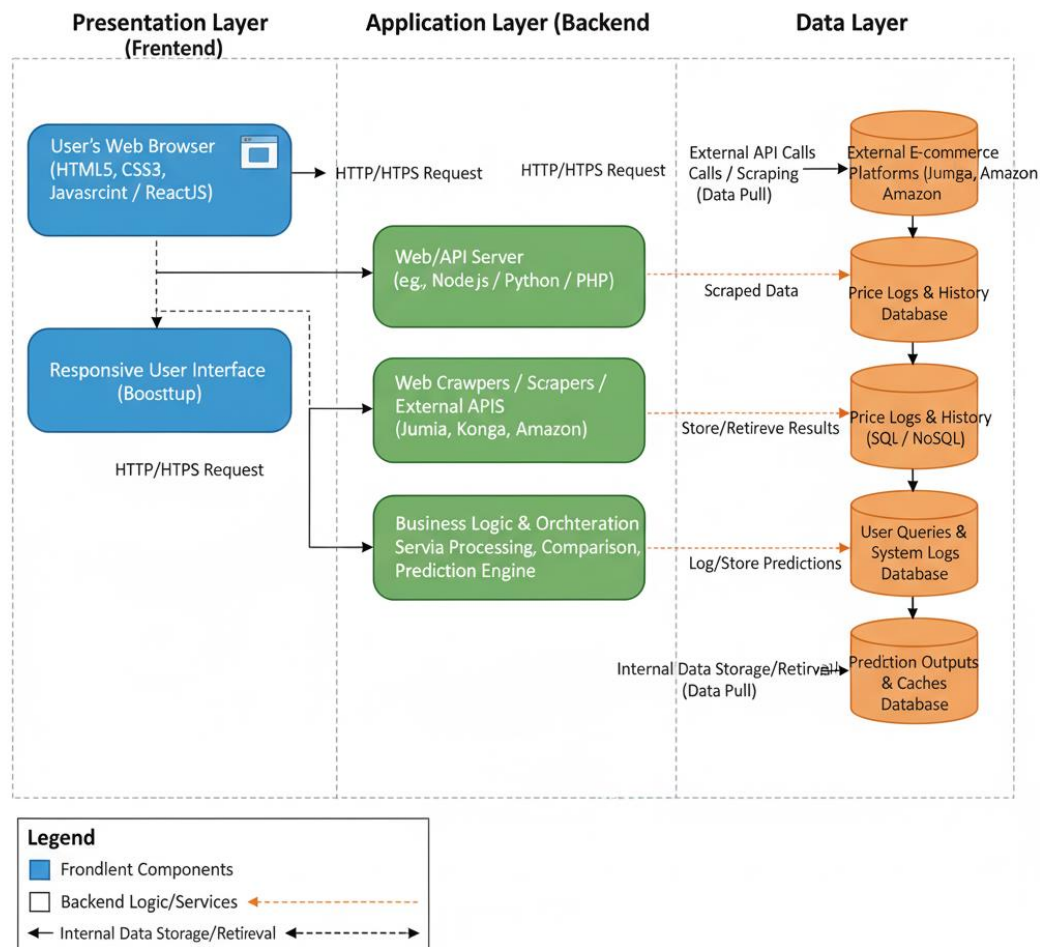 Presentation Layer
(Frentend)
Application Layer (Backend
Data Layer
User's Web Browser
(HTML5, CSS3,
Javasrcint / ReactJS)
HTTP/HTPS Request
HTTP/HTPS Request
External API Calls
Calls / Scraping
(Data Pull)
External E-commerce
Platforms (Jumga, Amazon
Amazon
Web/API Server
(eg., Node js / Python / PHP)
Scraped Data
Price Logs & History
Database
Responsive User Interface
(Boosttup)
Web Crawpers / Scrapers /
External APIS
(Jumia, Konga, Amazon)
Store/Retireve Results
Price Logs & History
(SQL / NoSQL)
HTTP/HTPS Request
Business Logic & Orchteration
Servia Processing, Comparison,
Prediction Engine
Log/Store Predictions
User Queries &
System Logs
Database
Internal Data Storage/Retirval
(Data Pull)
Prediction Outputs
& Caches
Database
Legend
Frondlent Components
Backend Logic/Services
Internal Data Storage/Retireval